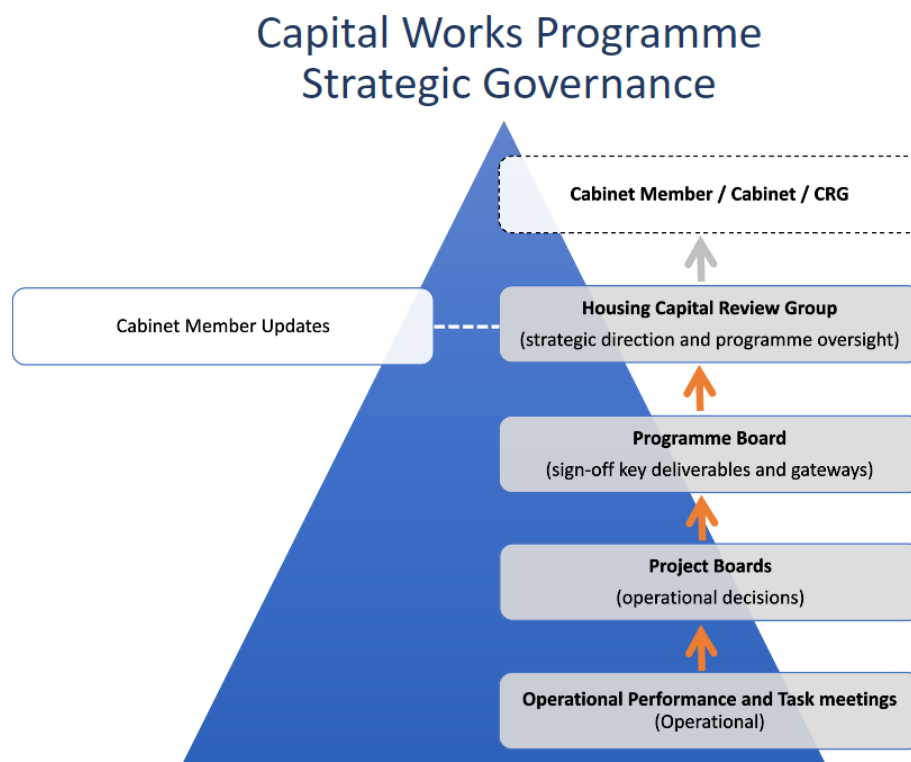 Capital Works Programme
Strategic Governance
Cabinet Member / Cabinet / CRG
Cabinet Member Updates
Housing Capital Review Group
(strategic direction and programme oversight)
Programme Board
(sign-off key deliverables and gateways)
Project Boards
(operational decisions)
Operational Performance and Task meetings
(Operational)